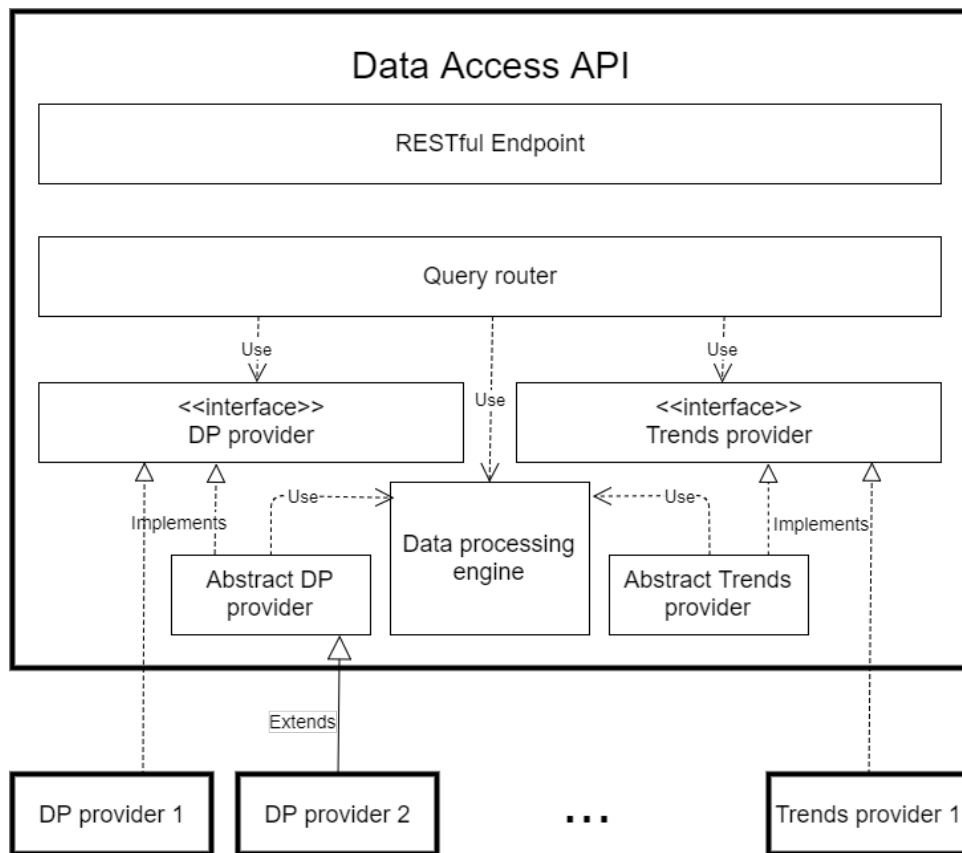 Data Access API
RESTful Endpoint
Query router
Use
Use
Use
<<interface>>
DP provider
<<interface>>
Trends provider
Use
Use
Implements
Implements
Data processing
engine
Abstract DP
provider
Abstract Trends
provider
Extends
DP provider 1
DP provider 2
...
Trends provider 1